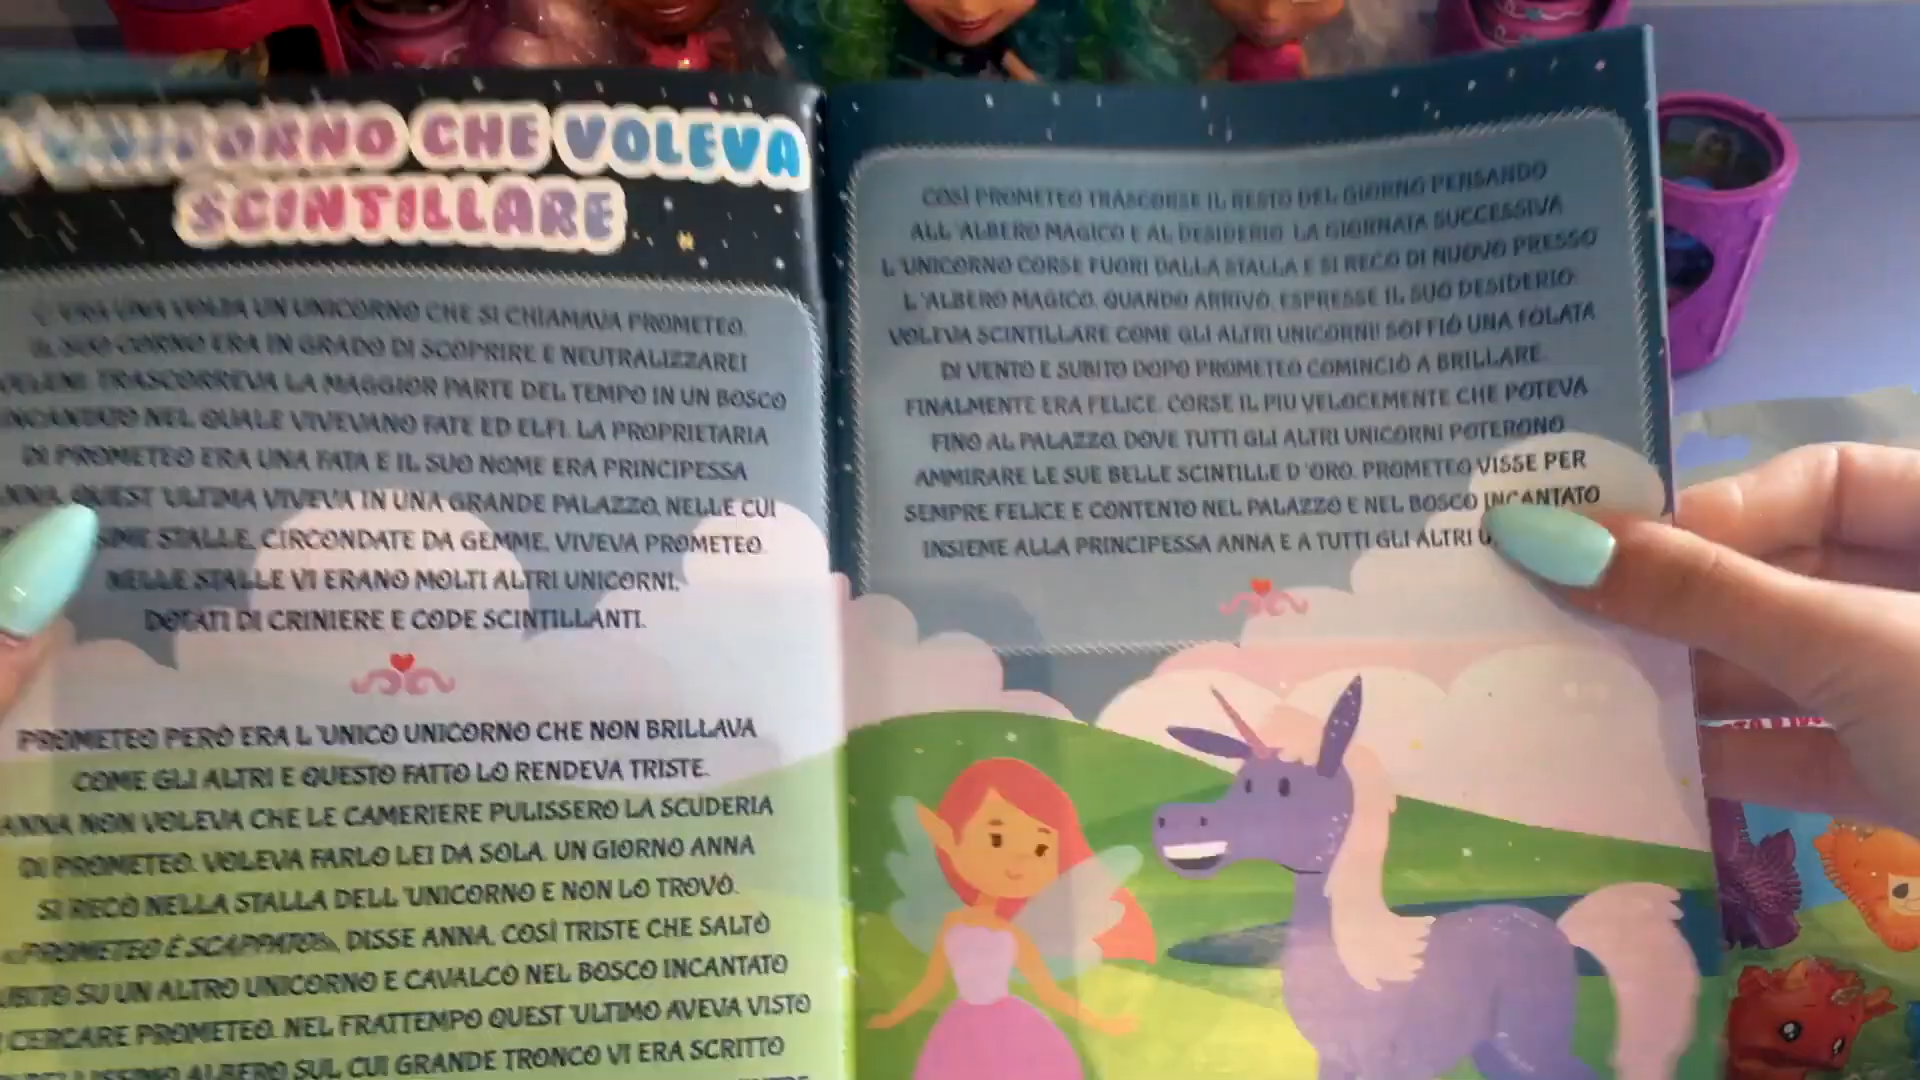 L'UNICORNO CHE VOLEVA
SCINTILLARE
C'ERA UNA VOLTA UN UNICORNO CHE SI CHIAMAVA PROMETEO.
IL SUO CORNO ERA IN GRADO DI SCOPRIRE E NEUTRALIZZARE I
VELENI. TRASCORREVA LA MAGGIOR PARTE DEL TEMPO IN UN BOSCO
INCANTATO NEL QUALE VIVEVANO FATE ED ELFI. LA PROPRIETARIA
DI PROMETEO ERA UNA FATA E IL SUO NOME ERA PRINCIPESSA
ANNA. QUEST'ULTIMA VIVEVA IN UNA GRANDE PALAZZO, NELLE CUI
STALLE, CIRCONDATE DA GEMME, VIVEVA PROMETEO.
NELLE STALLE VI ERANO MOLTI ALTRI UNICORNI,
DOTATI DI CRINIERE E CODE SCINTILLANTI.
PROMETEO PERÒ ERA L'UNICO UNICORNO CHE NON BRILLAVA
COME GLI ALTRI E QUESTO FATTO LO RENDEVA TRISTE.
ANNA NON VOLEVA CHE LE CAMERIERE PULISSERO LA SCUDERIA
DI PROMETEO. VOLEVA FARLO LEI DA SOLA. UN GIORNO ANNA
SI RECÒ NELLA STALLA DELL'UNICORNO E NON LO TROVÒ.
«PROMETEO È SCAPPATO!», DISSE ANNA, COSÌ TRISTE CHE SALTÒ
SUBITO SU UN ALTRO UNICORNO E CAVALCÒ NEL BOSCO INCANTATO
CERCARE PROMETEO. NEL FRATTEMPO QUEST'ULTIMO AVEVA VISTO
BELLISSIMO ALBERO SUL CUI GRANDE TRONCO VI ERA SCRITTO
COSÌ PROMETEO TRASCORSE IL RESTO DEL GIORNO PENSANDO
ALL'ALBERO MAGICO E AL DESIDERIO. LA GIORNATA SUCCESSIVA
L'UNICORNO CORSE FUORI DALLA STALLA E SI RECÒ DI NUOVO PRESSO
L'ALBERO MAGICO. QUANDO ARRIVÒ, ESPRESSE IL SUO DESIDERIO:
VOLEVA SCINTILLARE COME GLI ALTRI UNICORNI! SOFFIÒ UNA FOLATA
DI VENTO E SUBITO DOPO PROMETEO COMINCIÒ A BRILLARE.
FINALMENTE ERA FELICE. CORSE IL PIÙ VELOCEMENTE CHE POTEVA
FINO AL PALAZZO, DOVE TUTTI GLI ALTRI UNICORNI POTERONO
AMMIRARE LE SUE BELLE SCINTILLE D'ORO. PROMETEO VISSE PER
SEMPRE FELICE E CONTENTO NEL PALAZZO E NEL BOSCO INCANTATO
INSIEME ALLA PRINCIPESSA ANNA E A TUTTI GLI ALTRI